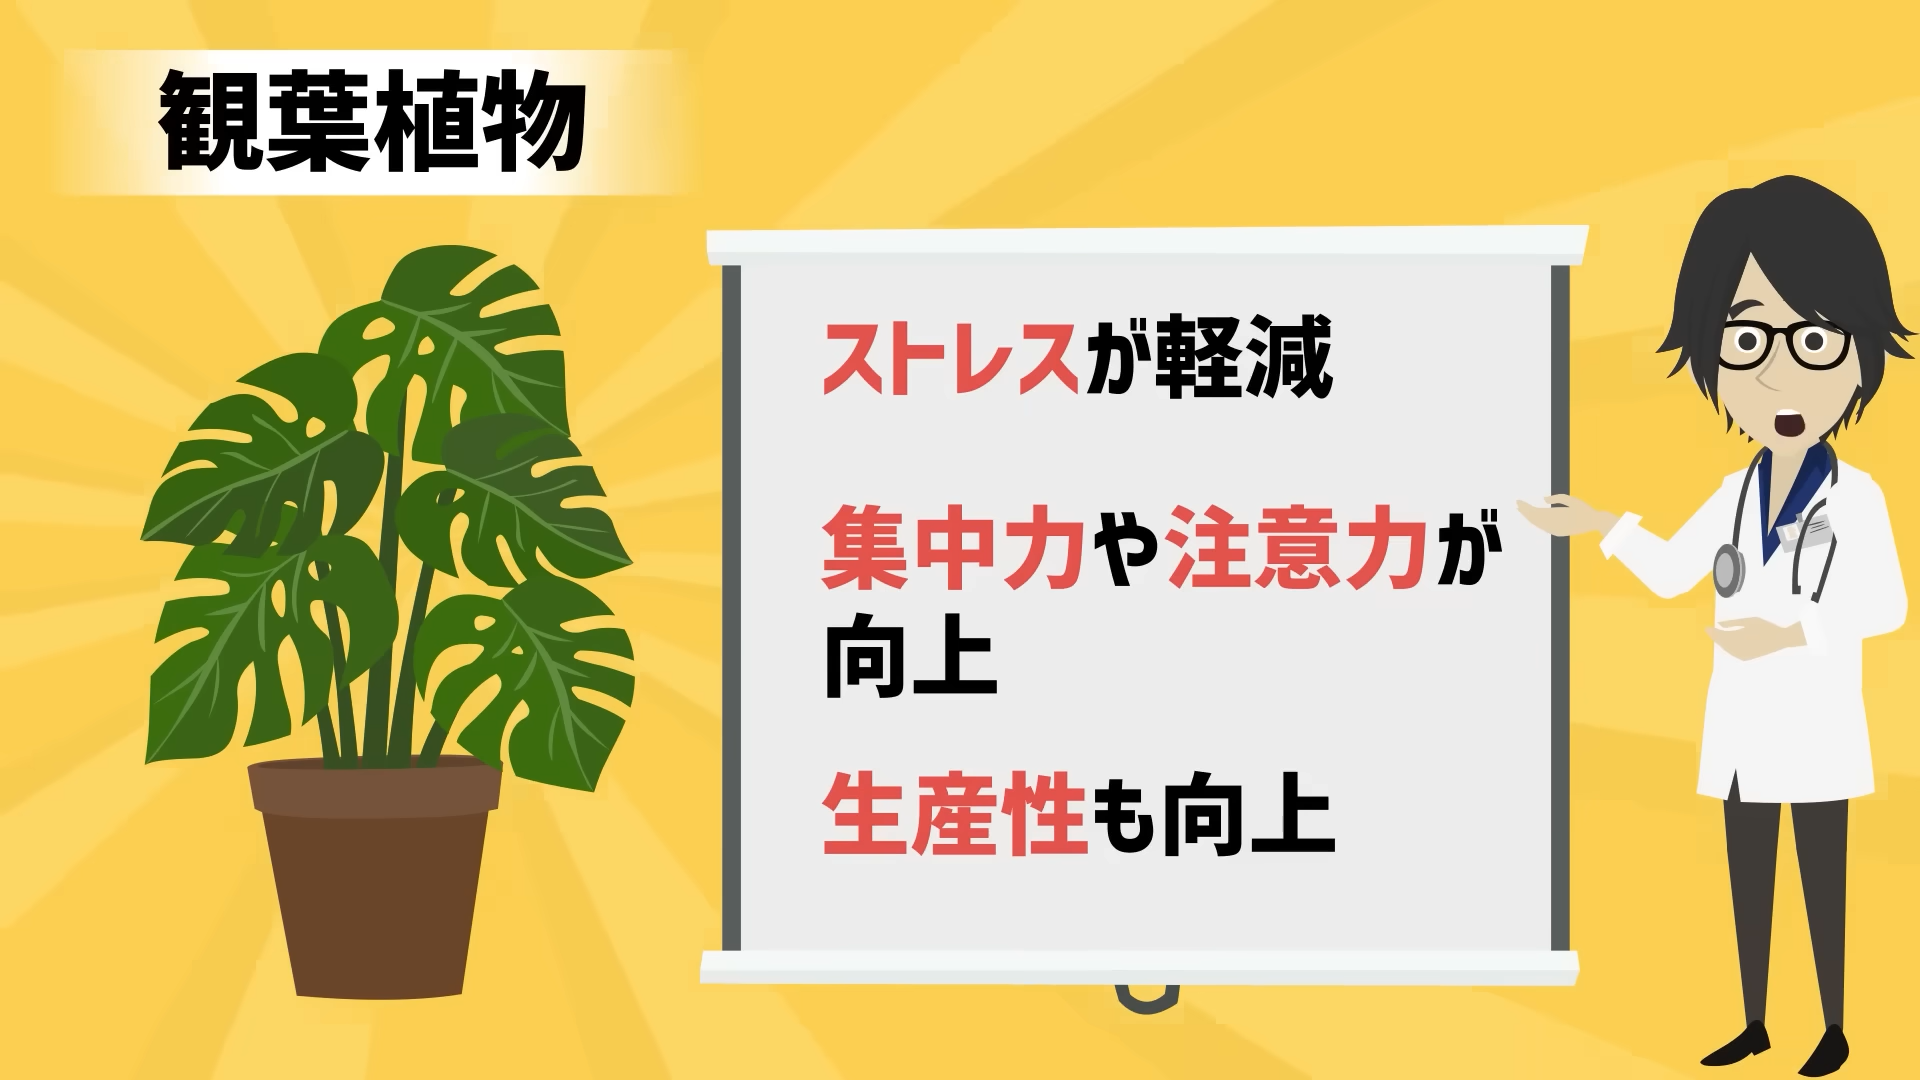 観葉植物
ストレスが軽減
集中力や注意力が
向上
生産性も向上